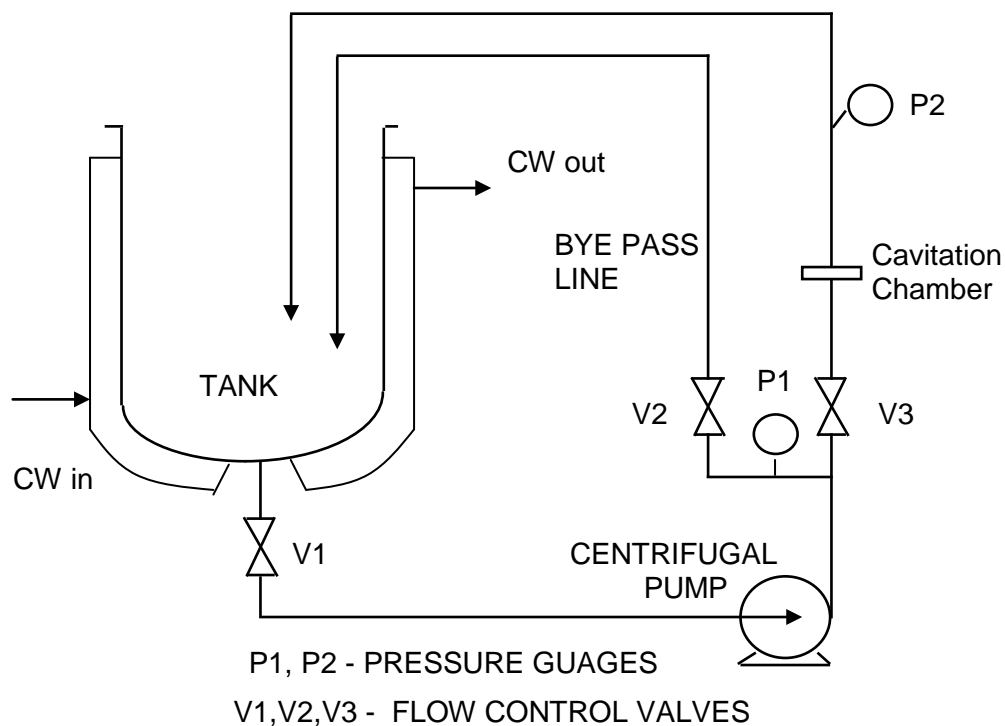 P2
CW out
BYE PASS
LINE
Cavitation
Chamber
TANK
P1
V2
V3
CW in
V1
CENTRIFUGAL
PUMP
P1, P2 - PRESSURE GUAGES
V1,V2,V3 - FLOW CONTROL VALVES